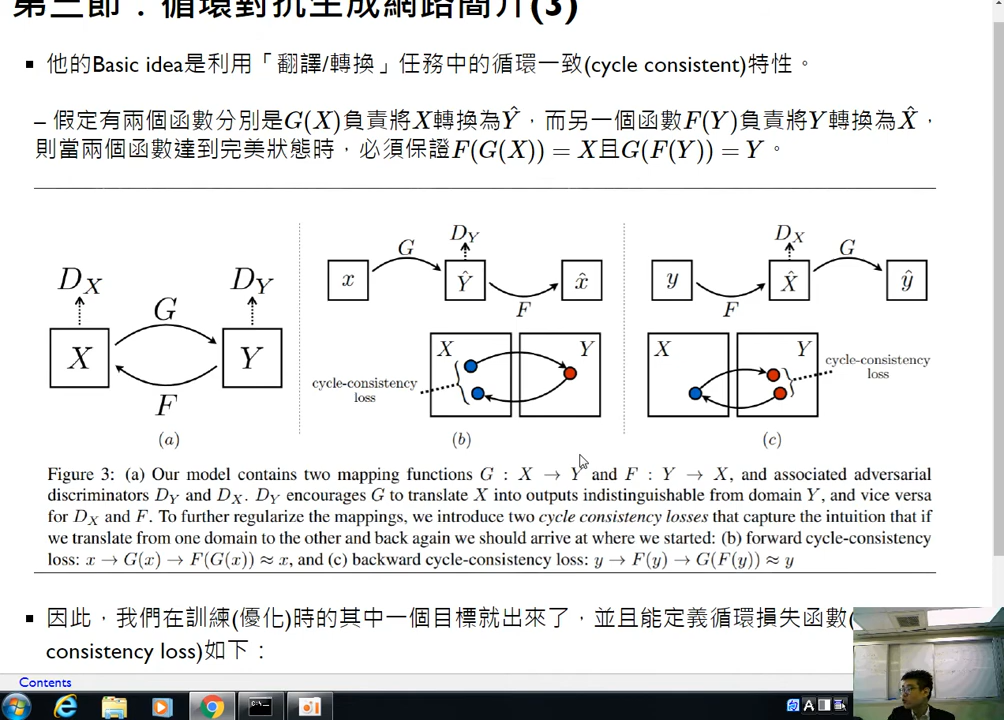 第三節：循環對抗生成網路簡介(3)
▪ 他的Basic idea是利用「翻譯/轉換」任務中的循環一致(cycle consistent)特性。
– 假定有兩個函數分別是G(X)負責將X轉換為Ŷ，而另一個函數F(Y)負責將Y轉換為X̂，
則當兩個函數達到完美狀態時，必須保證F(G(X)) = X且G(F(Y)) = Y。
D_X D_Y
G
X Y
F
(a)
D_Y
G
x Ŷ x̂
F
X Y
cycle-consistency
loss
(b)
D_X
G
y X̂ ŷ
F
X Y
cycle-consistency
loss
(c)
Figure 3: (a) Our model contains two mapping functions G : X → Y and F : Y → X, and associated adversarial
discriminators D_Y and D_X. D_Y encourages G to translate X into outputs indistinguishable from domain Y, and vice versa
for D_X and F. To further regularize the mappings, we introduce two cycle consistency losses that capture the intuition that if
we translate from one domain to the other and back again we should arrive at where we started: (b) forward cycle-consistency
loss: x → G(x) → F(G(x)) ≈ x, and (c) backward cycle-consistency loss: y → F(y) → G(F(y)) ≈ y
▪ 因此，我們在訓練(優化)時的其中一個目標就出來了，並且能定義循環損失函數(
consistency loss)如下：
Contents
A